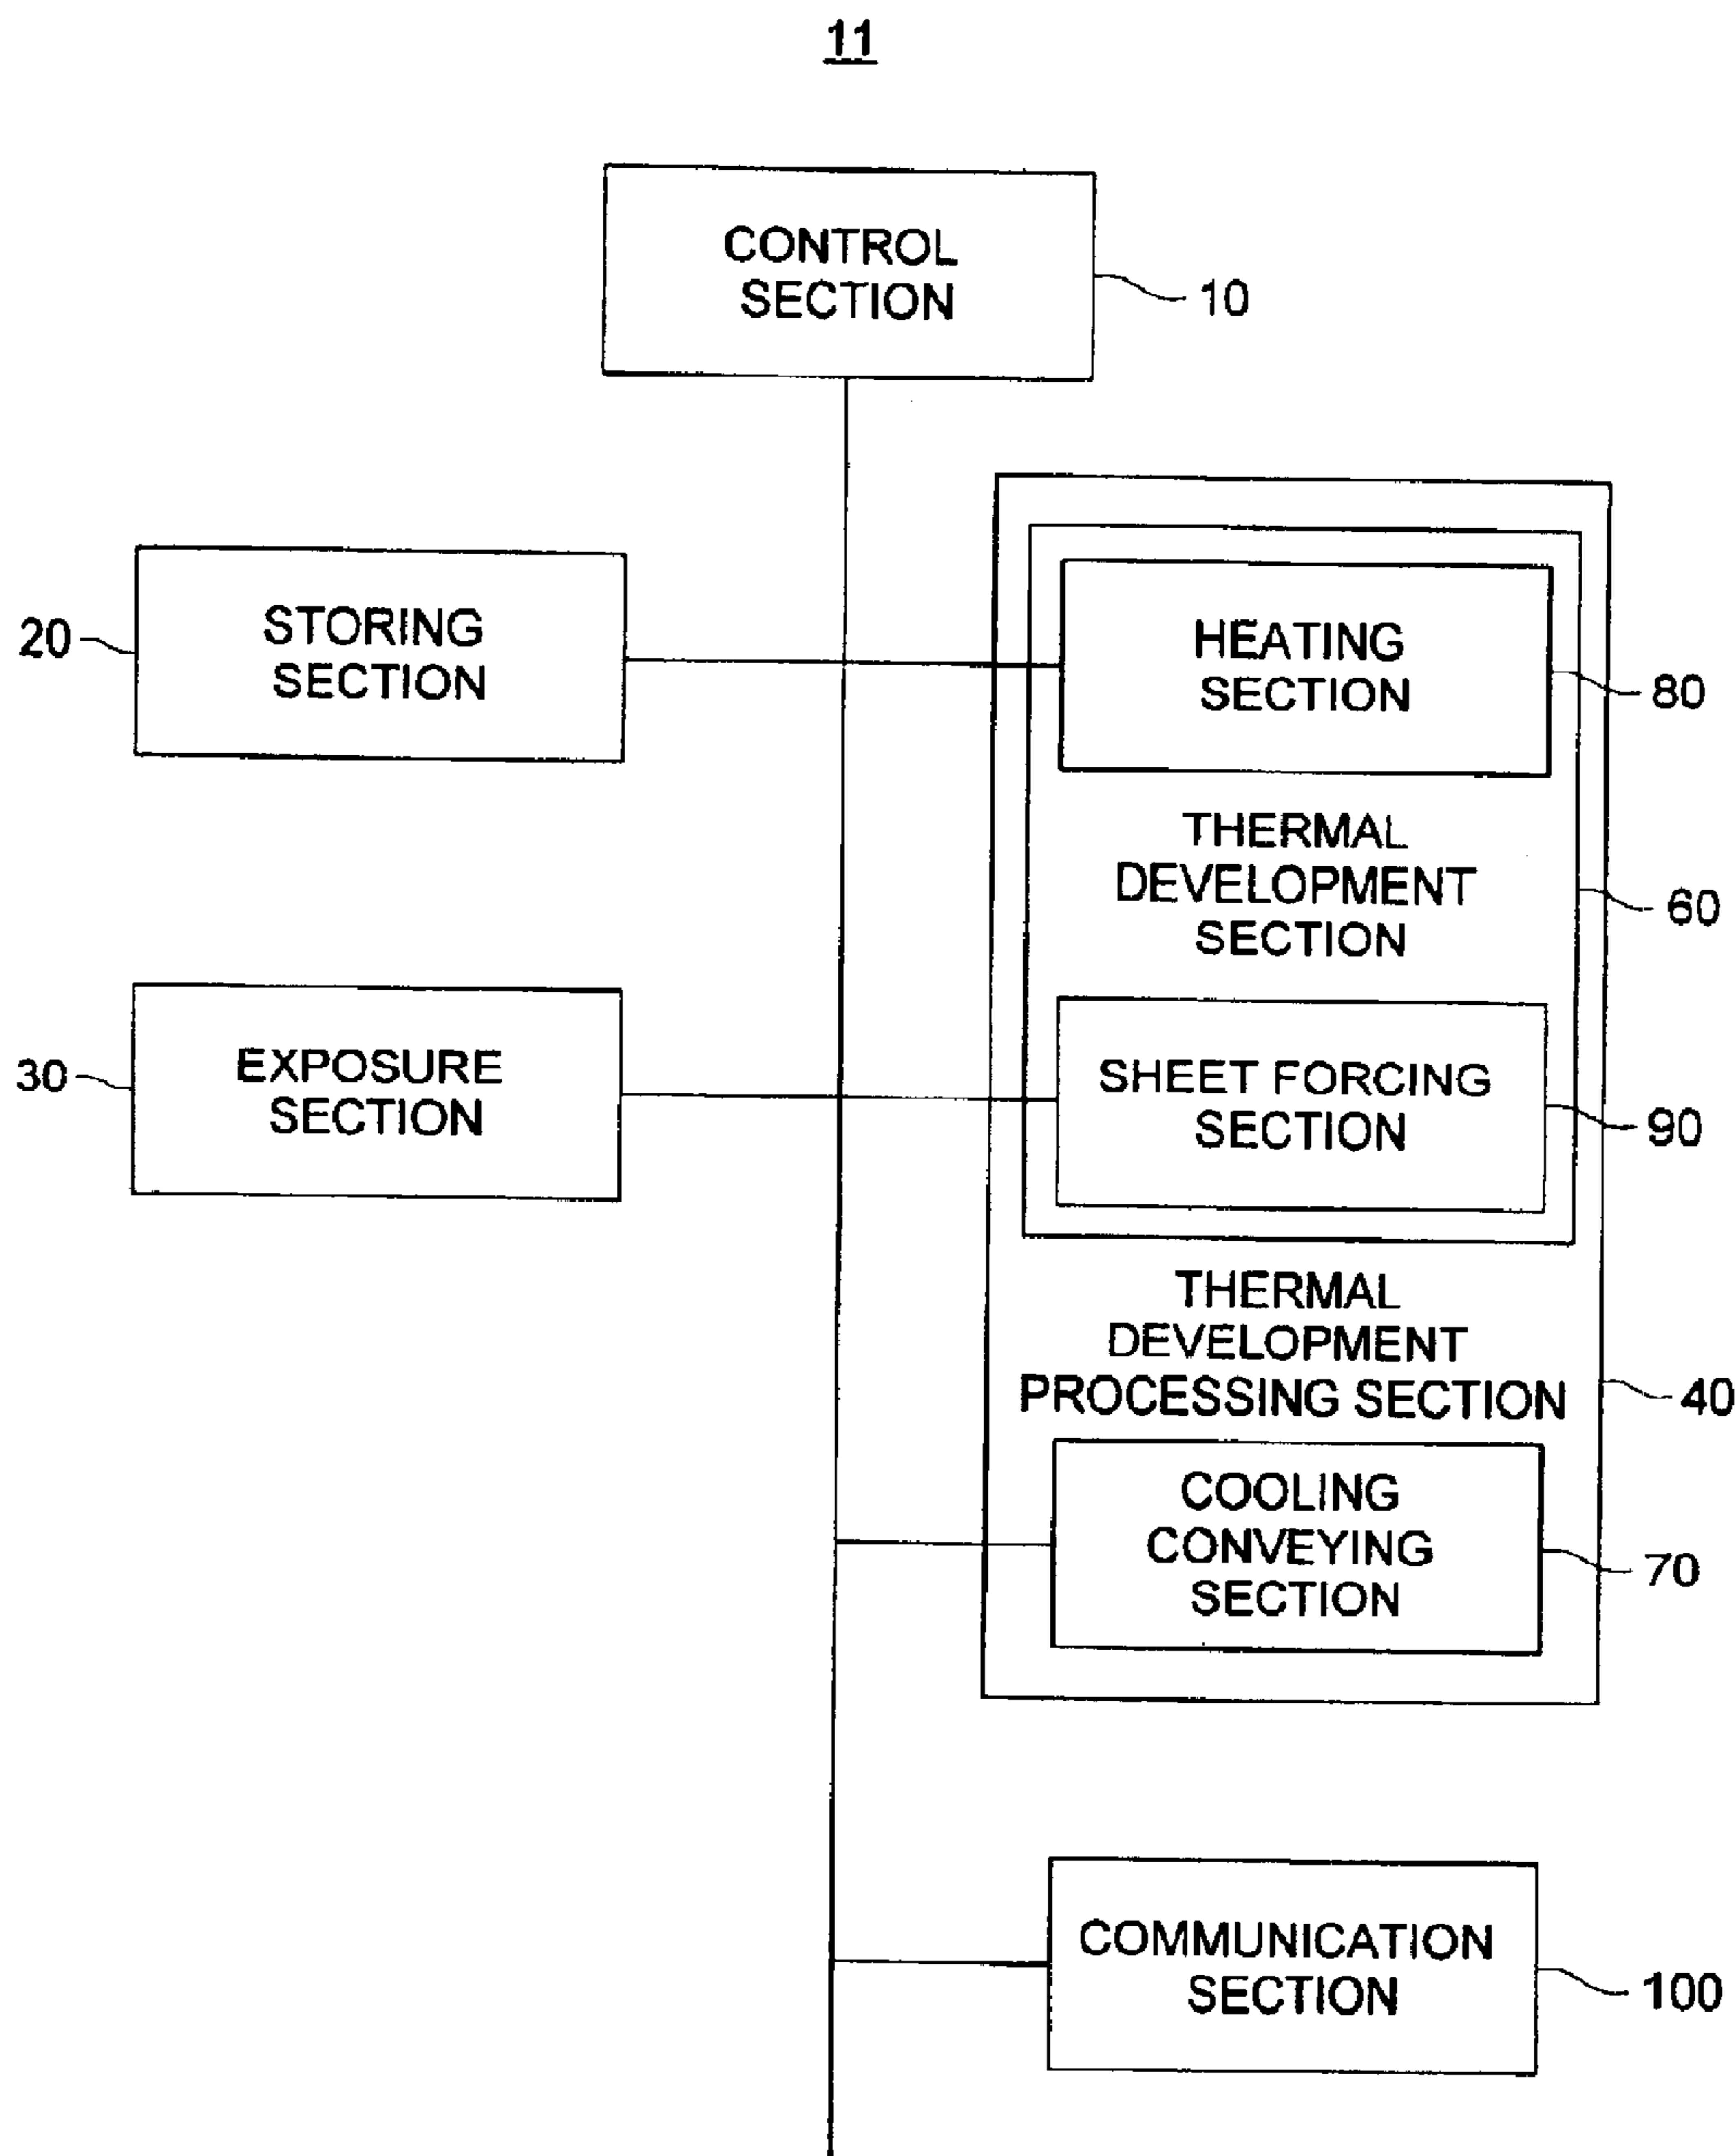 11
CONTROL
SECTION
10
STORING
SECTION
20
HEATING
SECTION
80
THERMAL
DEVELOPMENT
SECTION
60
EXPOSURE
SECTION
30
SHEET FORCING
SECTION
90
THERMAL
DEVELOPMENT
PROCESSING SECTION
40
COOLING
CONVEYING
SECTION
70
COMMUNICATION
SECTION
100